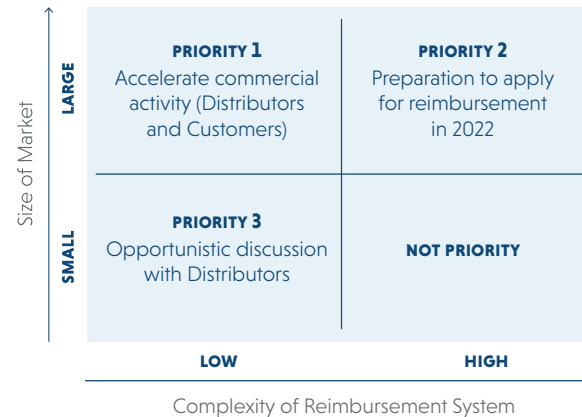 PRIORITY 1
Accelerate commercial
activity (Distributors
and Customers)
PRIORITY 2
Preparation to apply
for reimbursement
in 2022
PRIORITY 3
Opportunistic discussion
with Distributors
NOT PRIORITY
Size of Market
LARGE
SMALL
LOW
HIGH
Complexity of Reimbursement System